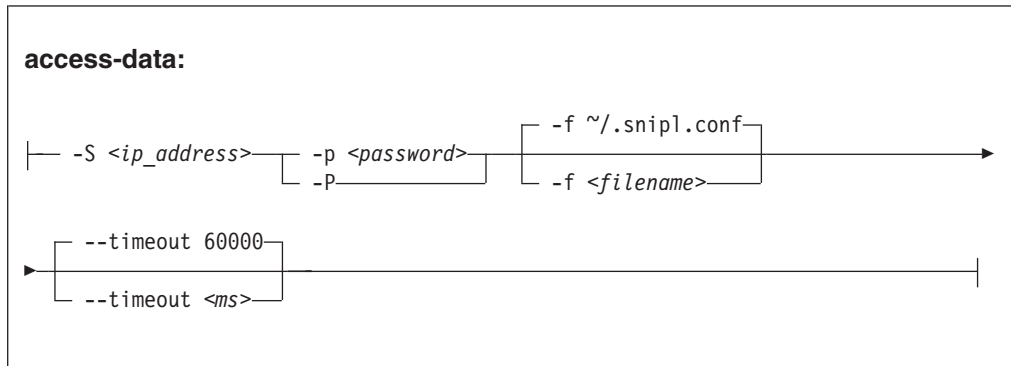 access-data:
-S <ip_address> -p <password> -f ~/.snipl.conf
-P -f <filename>
--timeout 60000
--timeout <ms>